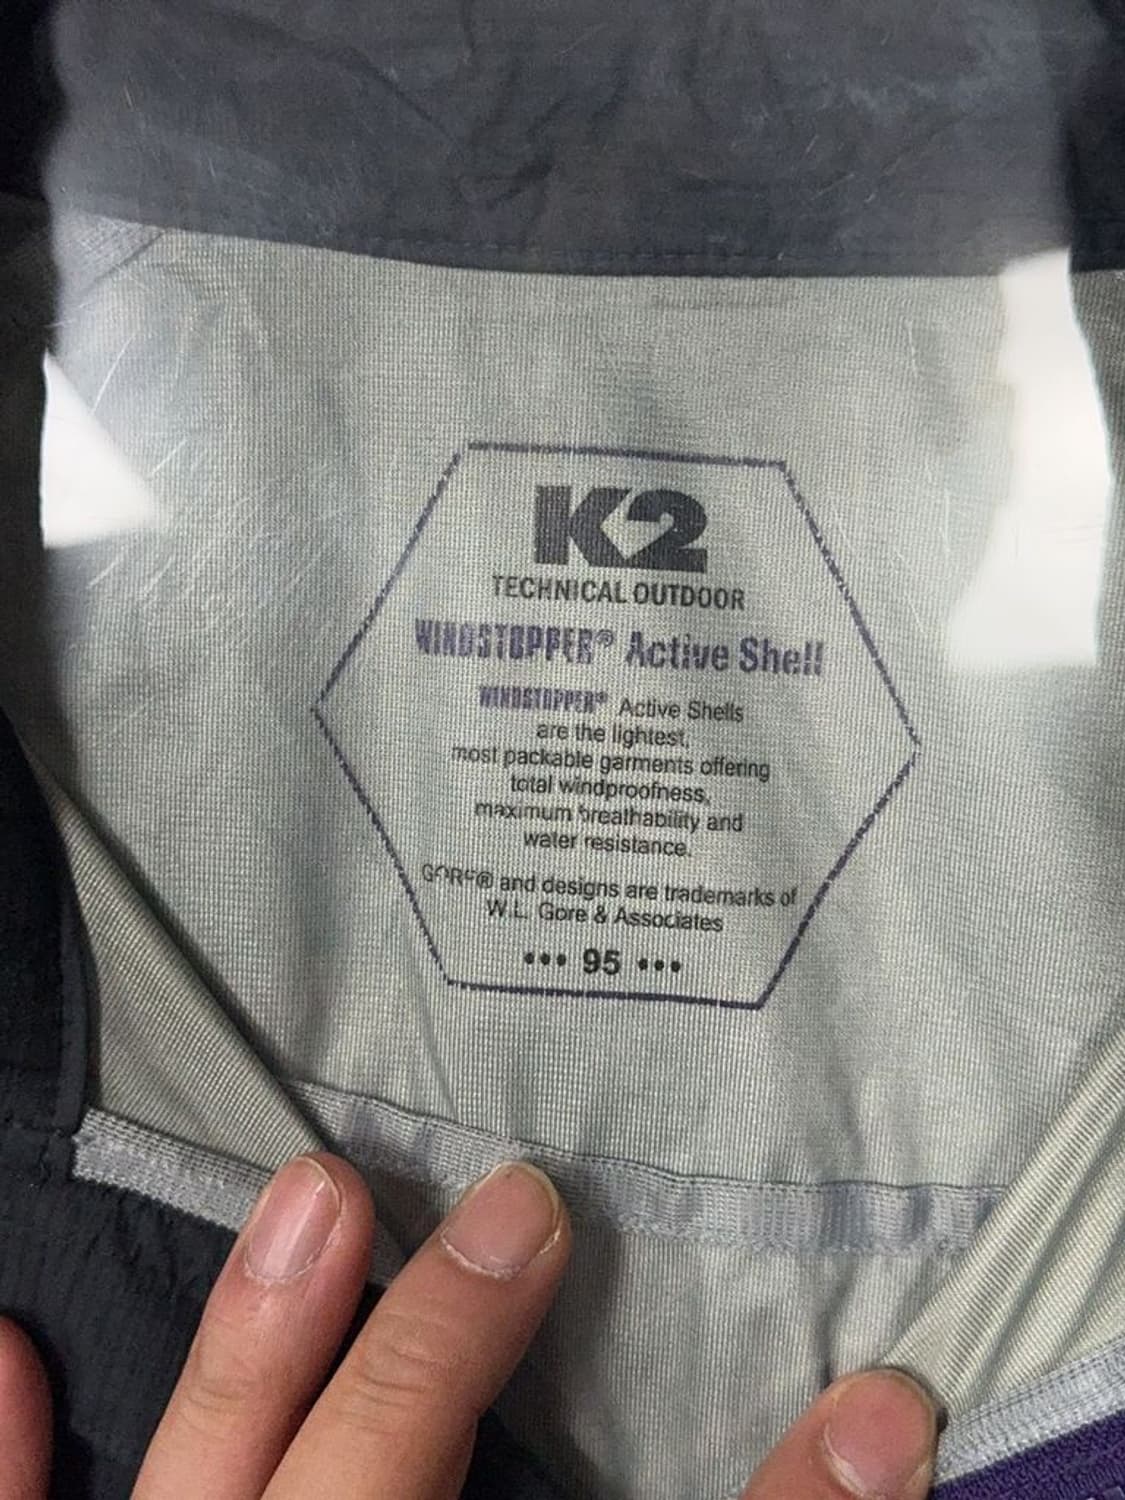 K2
TECHNICAL OUTDOOR
WINDSTOPPER® Active Shell
WINDSTOPPER® Active Shells
are the lightest,
most packable garments offering
total windproofness,
maximum breathability and
water resistance.
GORE® and designs are trademarks of
W.L. Gore & Associates
••• 95 •••